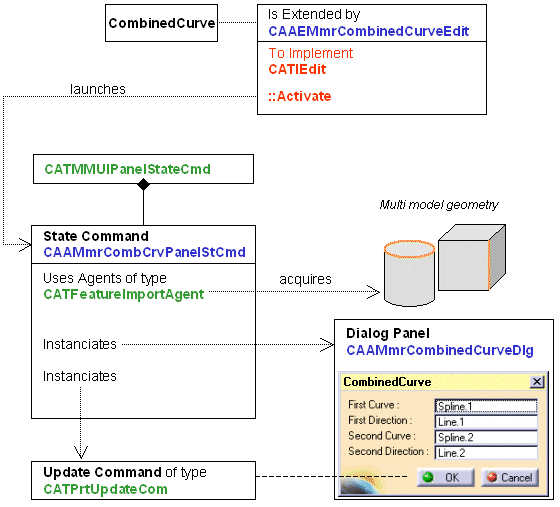 CombinedCurve
Is Extended by
CAAEMmrCombinedCurveEdit
To Implement
CATIEdit
::Activate
launches
CATMMUIPanelStateCmd
Multi model geometry
State Command
CAAMmrCombCrvPanelStCmd
Uses Agents of type
CATFeatureImportAgent
acquires
Instanciates
Dialog Panel
CAAMmrCombinedCurveDlg
Instanciates
CombinedCurve
First Curve :
Spline.1
First Direction :
Line.1
Second Curve :
Spline.2
Second Direction :
Line.2
OK
Cancel
Update Command of type
CATPrtUpdateCom